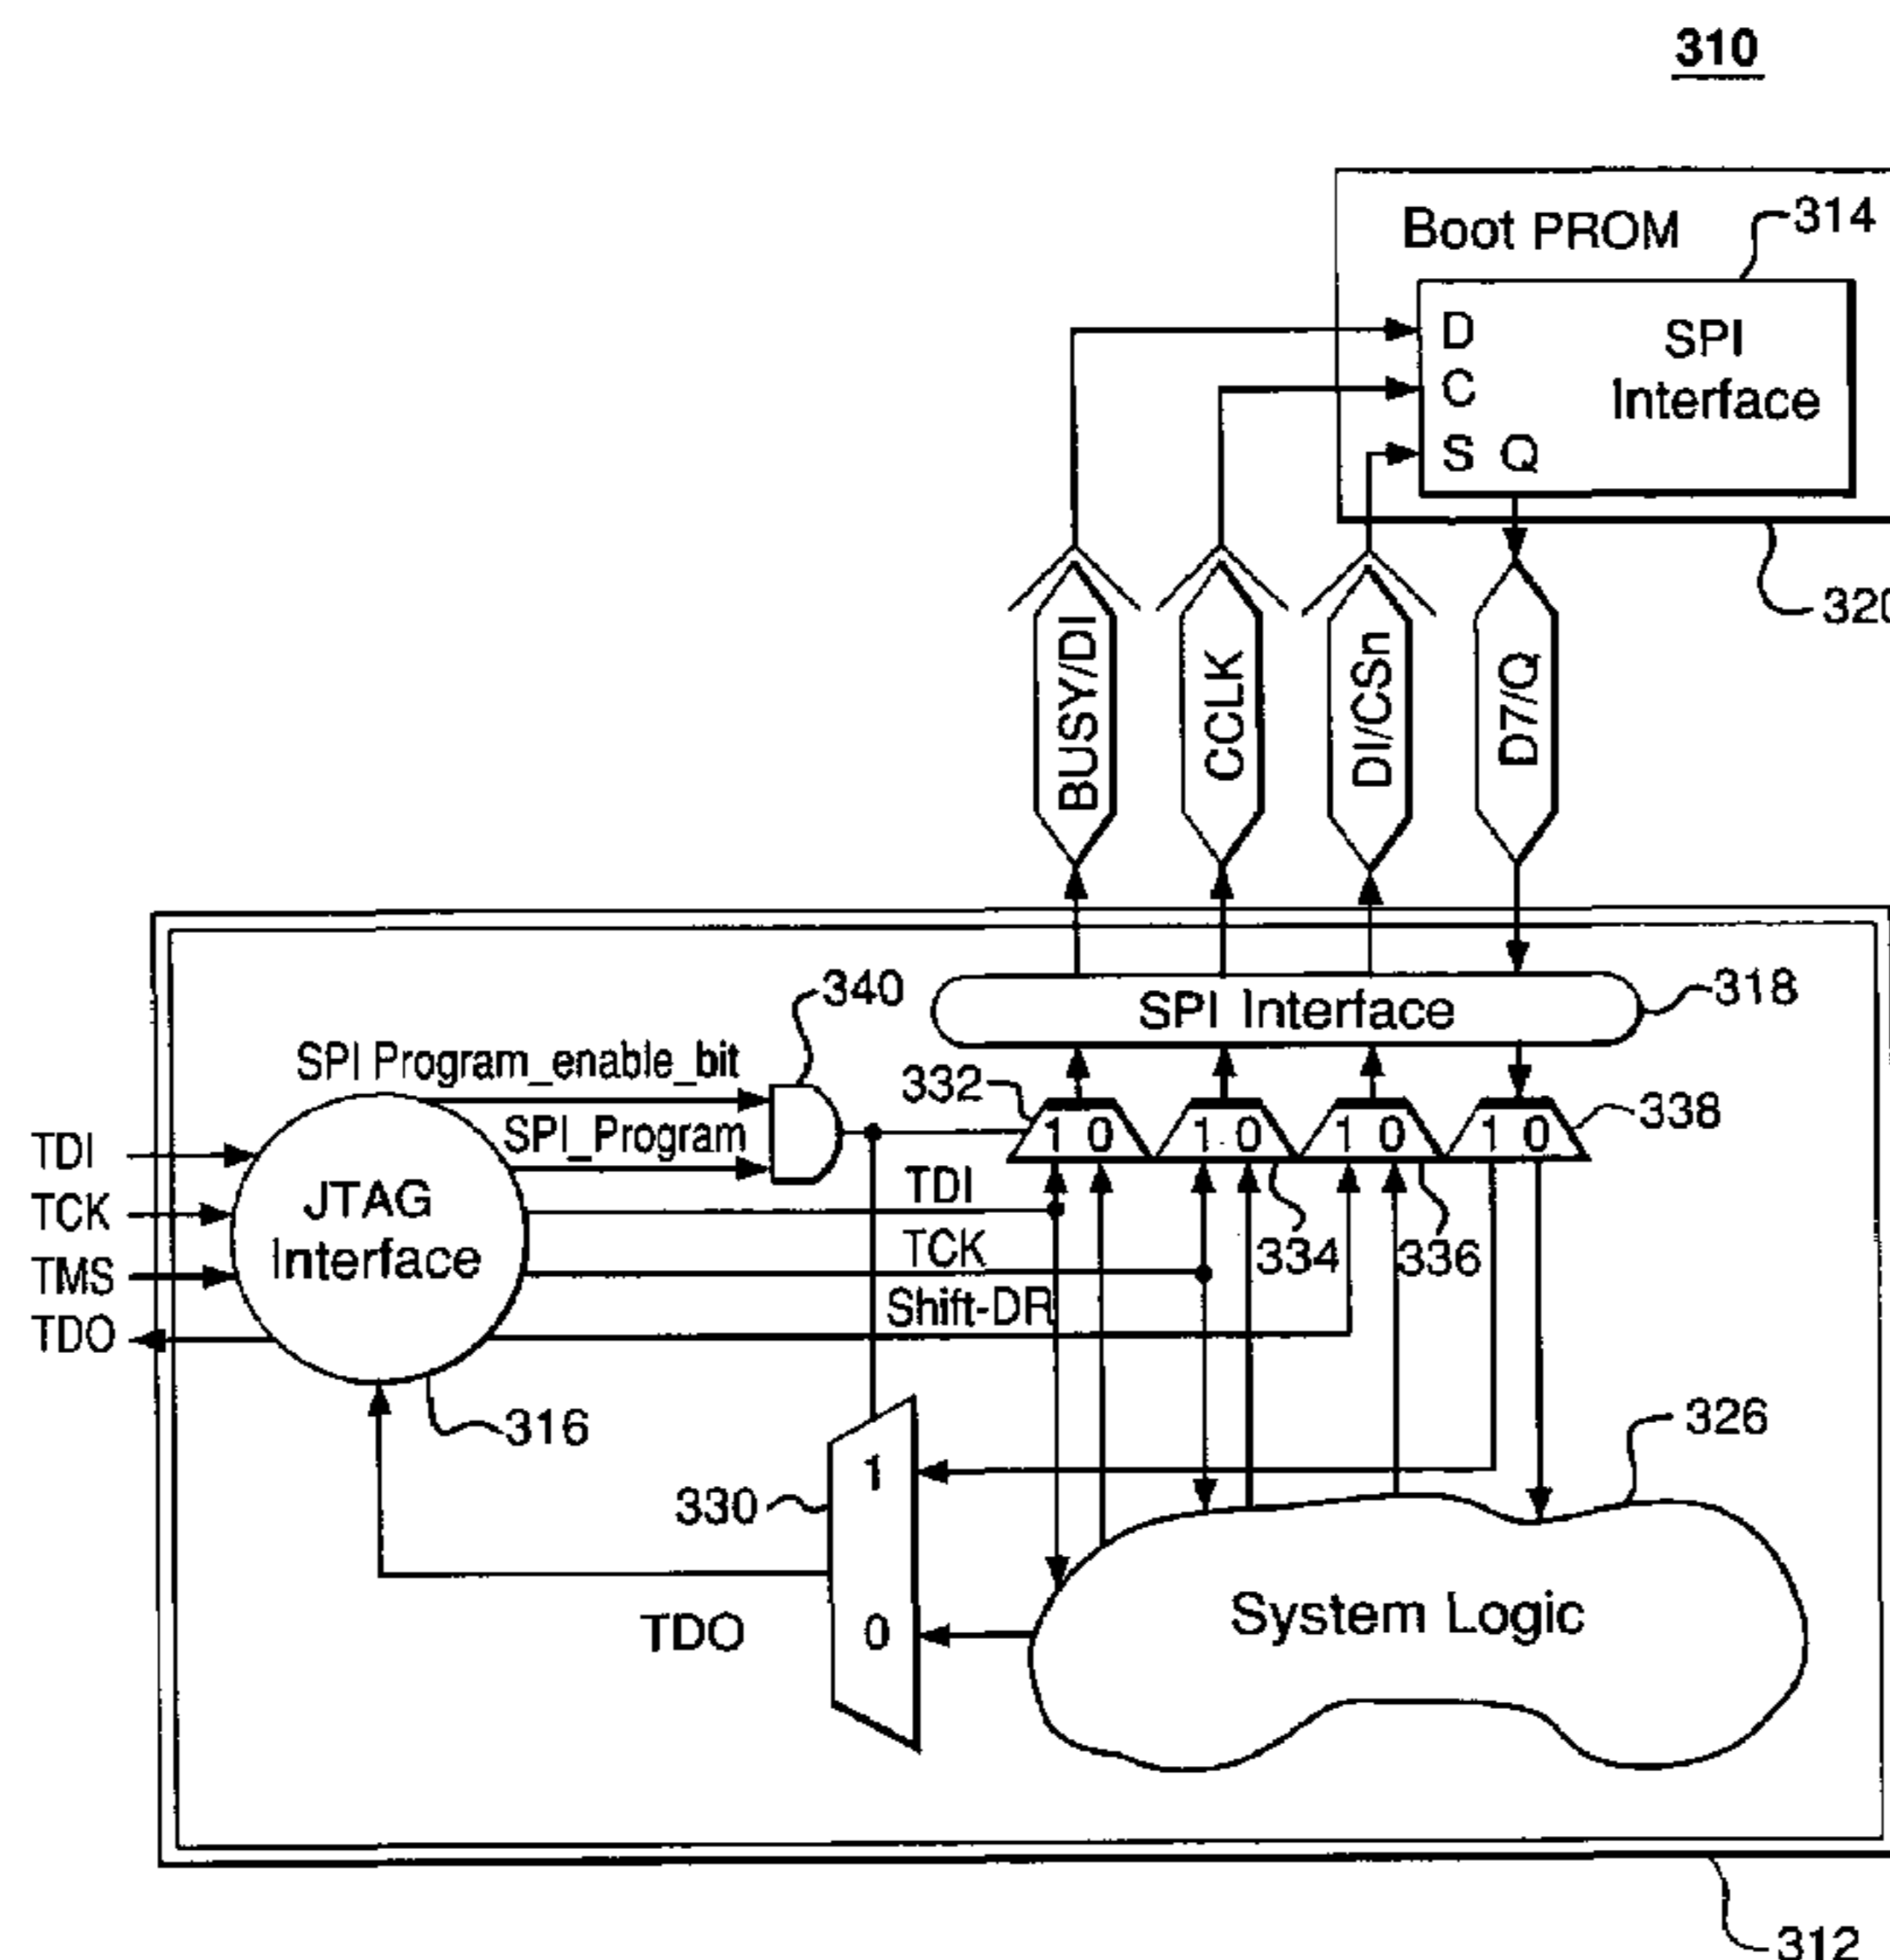 310
Boot PROM
314
D
SPI
Interface
C
S Q
320
BUSY/DI
CCLK
DI/CSn
D7/Q
340
SPI Interface
318
SPI Program_enable_bit
332
1 0
1 0
1 0
1 0
338
SPI_Program
TDI
TCK
TMS
TDO
JTAG
Interface
TDI
TCK
334
336
Shift-DR
316
326
1
330
System Logic
TDO
0
312